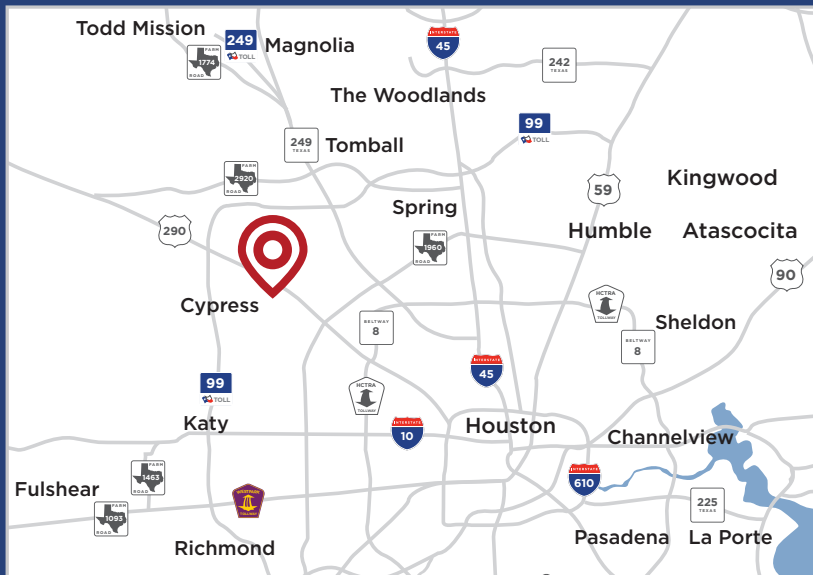 Todd Mission
249
TOLL
Magnolia
INTERSTATE
45
FARM
1774
ROAD
242
TEXAS
The Woodlands
99
TOLL
249
TEXAS
Tomball
FARM
2920
ROAD
59
Kingwood
Spring
290
FARM
1960
ROAD
Humble
Atascocita
90
Cypress
HCTRA
TOLLWAY
BELTWAY
8
Sheldon
BELTWAY
8
INTERSTATE
45
99
TOLL
HCTRA
TOLLWAY
Katy
INTERSTATE
10
Houston
Channelview
FARM
1463
ROAD
INTERSTATE
610
Fulshear
FARM
1093
ROAD
WESTPARK
TOLLWAY
225
TEXAS
Richmond
Pasadena
La Porte